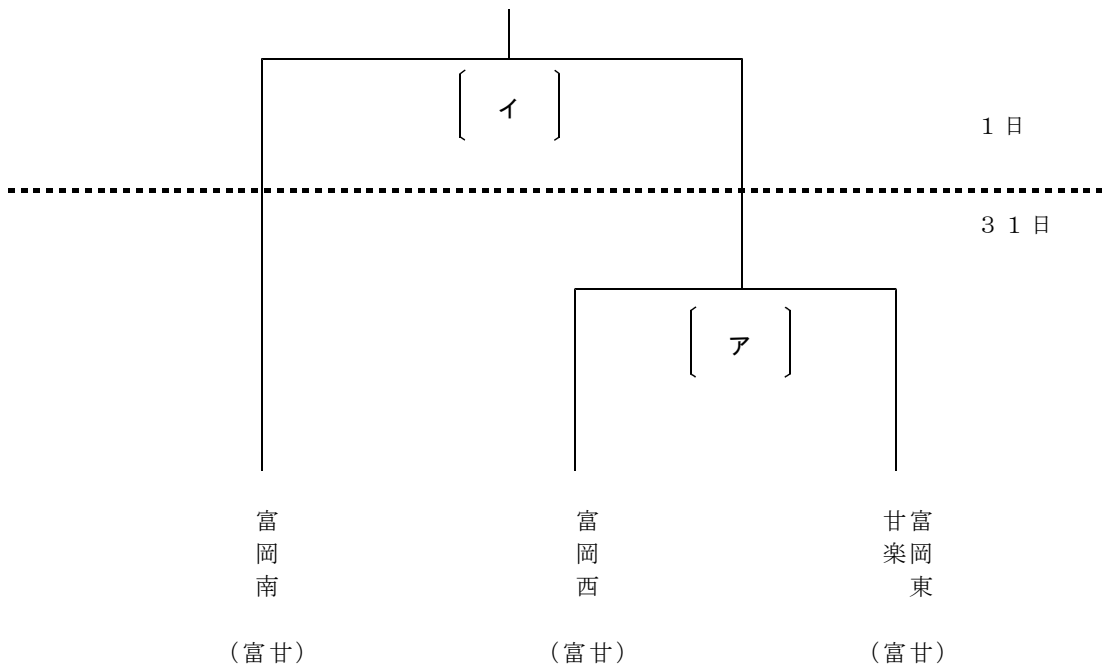 〔 イ 〕
１日
３１日
〔 ア 〕
富岡南
富岡西
富岡東
甘楽
（富甘）
（富甘）
（富甘）